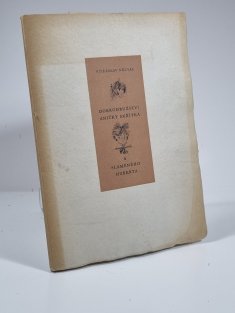 VÍTĚZSLAV NEZVAL
DOBRODRUŽSTVÍ
ANIČKY SKŘÍTKA
A
SLAMĚNÉHO
HUBERTA